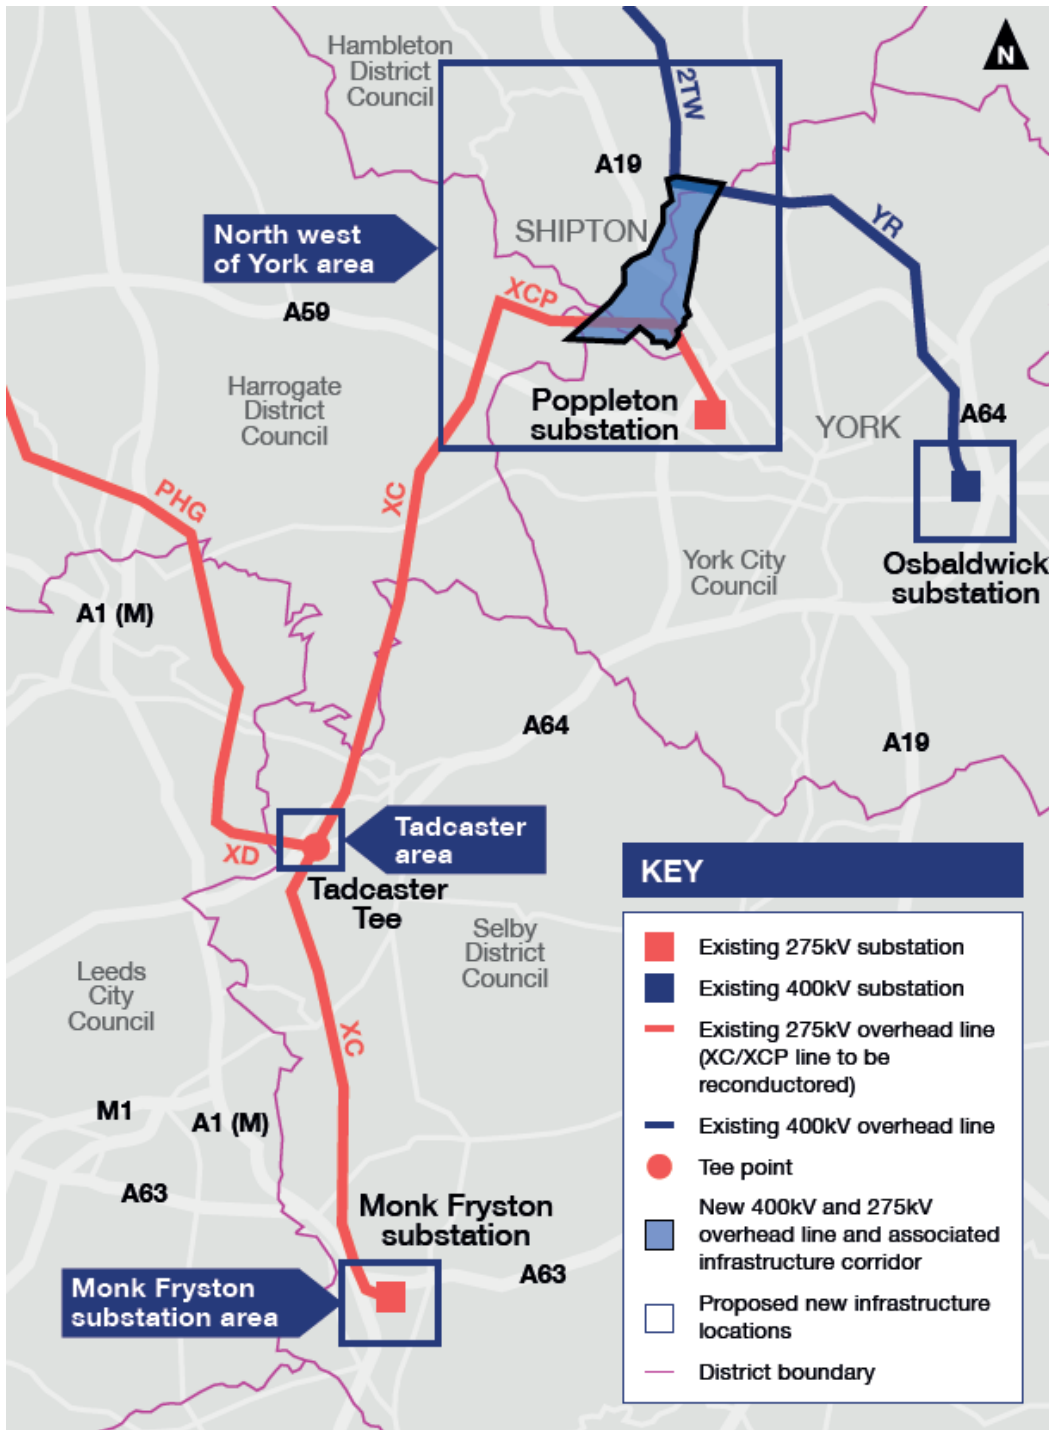 Hambleton
District
Council
N
2TW
A19
SHIPTON
YR
North west
of York area
XCP
A59
Harrogate
District
Council
Poppleton
substation
YORK
A64
PHG
XC
York City
Council
Osbaldwick
substation
A1 (M)
A64
A19
Tadcaster
area
XD
Tadcaster
Tee
Selby
District
Council
Leeds
City
Council
XC
M1
A1 (M)
A63
Monk Fryston
substation
A63
Monk Fryston
substation area
KEY
Existing 275kV substation
Existing 400kV substation
Existing 275kV overhead line
(XC/XCP line to be
reconductored)
Existing 400kV overhead line
Tee point
New 400kV and 275kV
overhead line and associated
infrastructure corridor
Proposed new infrastructure
locations
District boundary